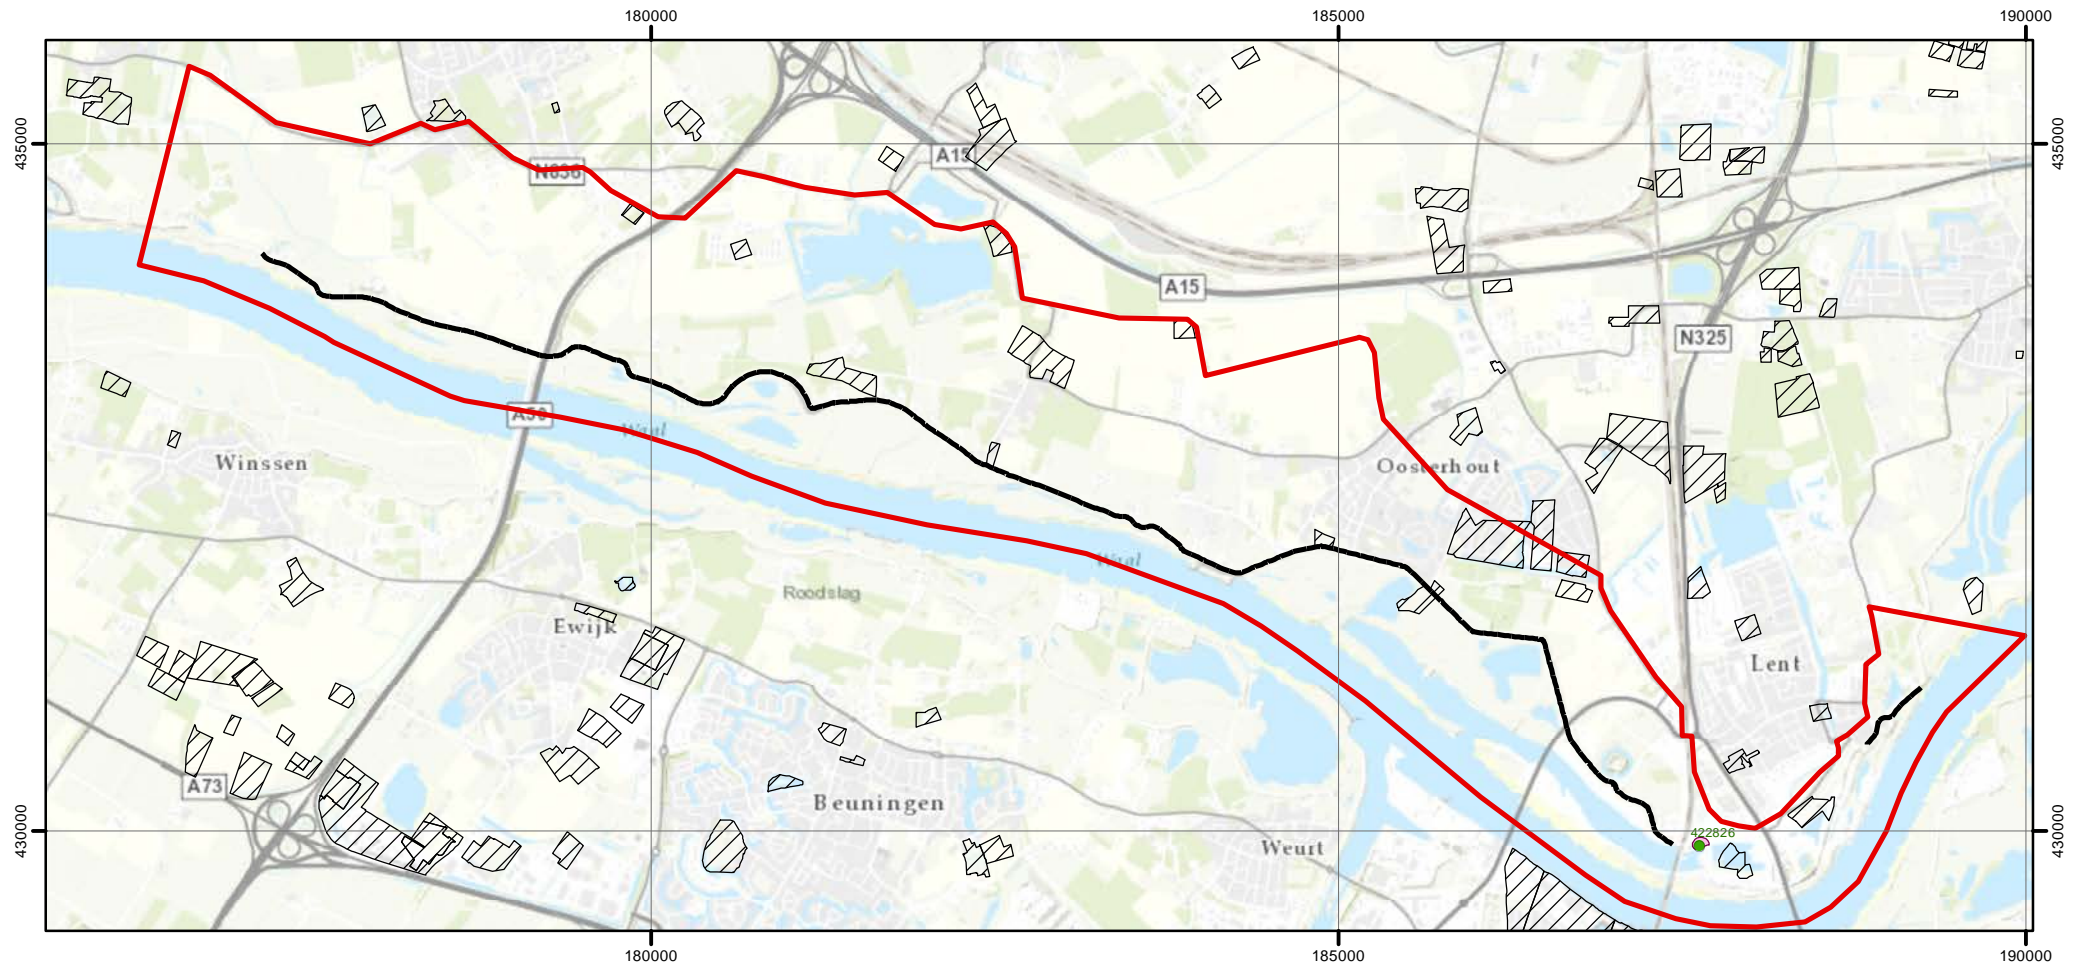 180000
185000
190000
435000
435000
A15
N836
A15
N325
A50
Waal
Winssen
Oosterhout
Waal
Roodslag
Ewijk
Lent
A73
Beuningen
430000
422826
430000
Weurt
180000
185000
190000